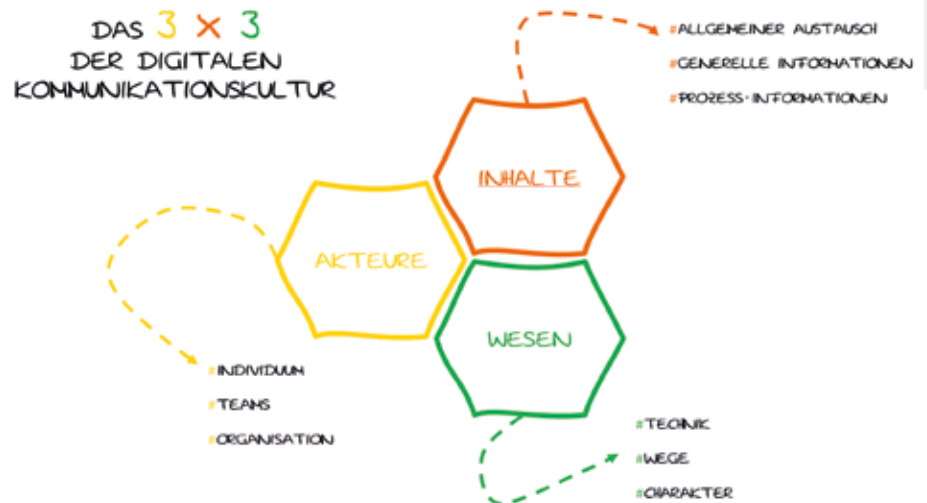 DAS 3 X 3
DER DIGITALEN
KOMMUNIKATIONSKULTUR
#ALLGEMEINER AUSTAUSCH
#GENERELLE INFORMATIONEN
#PROZESS-INFORMATIONEN
INHALTE
AKTEURE
WESEN
#INDIVIDUUM
#TEAMS
#ORGANISATION
#TECHNIK
#WEGE
#CHARAKTER